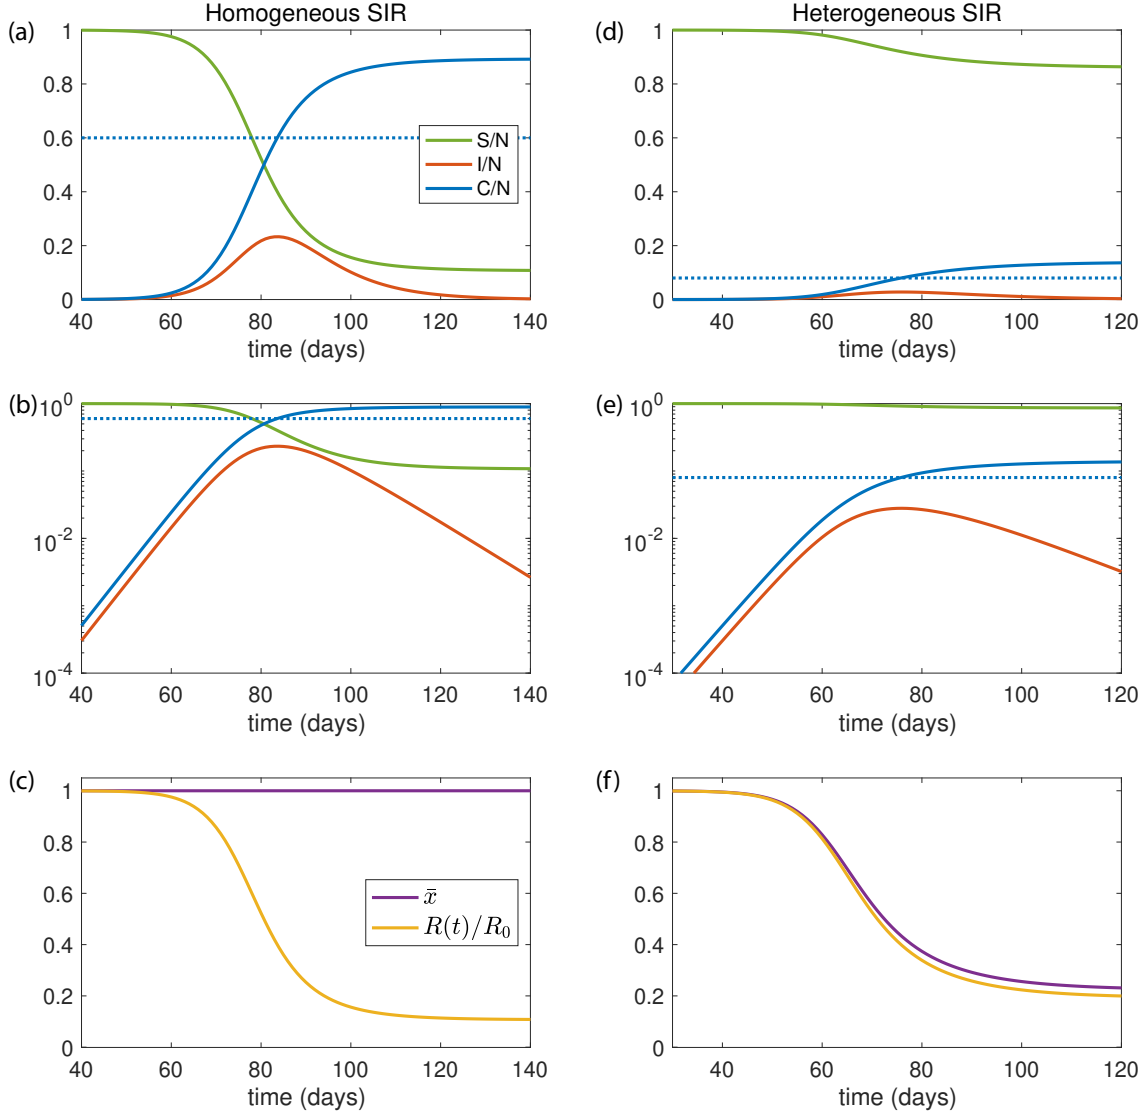 Homogeneous SIR
Heterogeneous SIR
(a)
1
0.8
0.6
0.4
0.2
0
S/N
I/N
C/N
40 60 80 100 120 140
time (days)
(d)
1
0.8
0.6
0.4
0.2
0
40 60 80 100 120
time (days)
(b)
10^0
10^-2
10^-4
40 60 80 100 120 140
time (days)
(e)
10^0
10^-2
10^-4
40 60 80 100 120
time (days)
(c)
1
0.8
0.6
0.4
0.2
0
x̄
R(t)/R₀
40 60 80 100 120 140
time (days)
(f)
1
0.8
0.6
0.4
0.2
0
40 60 80 100 120
time (days)